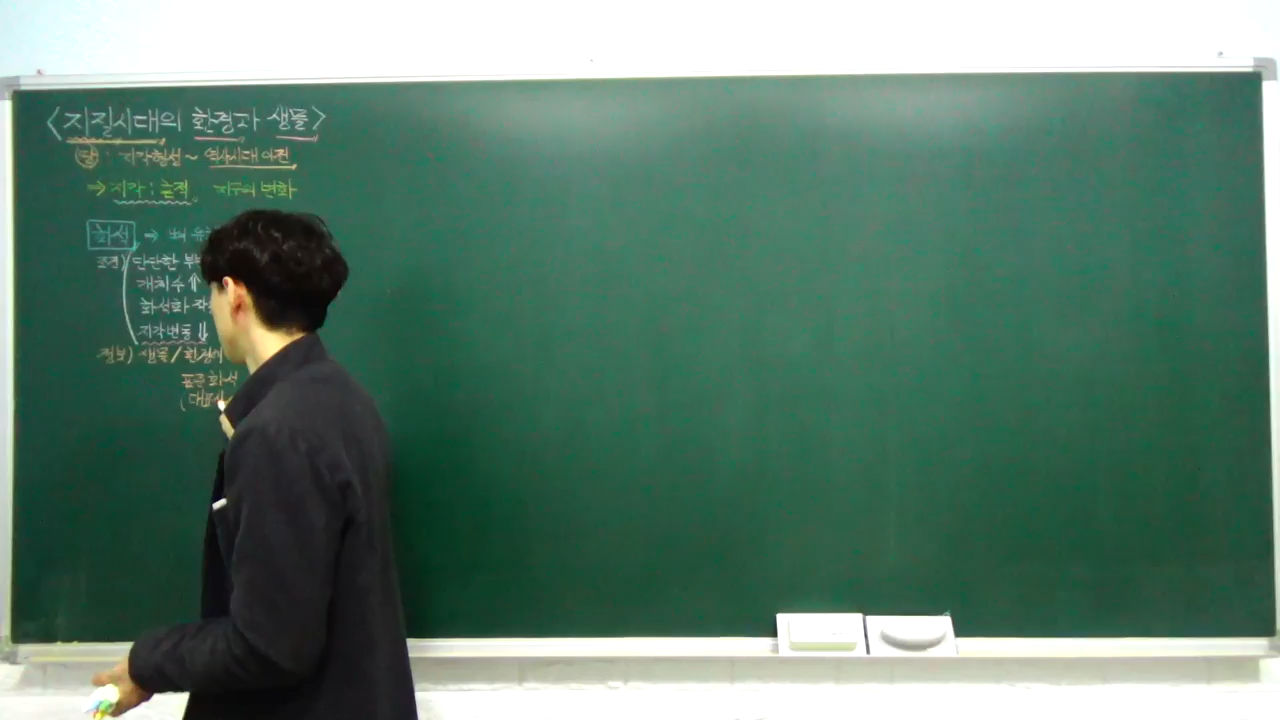 <지질시대의 환경과 생물>
땅 : 지각형성 ~ 역사시대 이전
⇒ 지각 : 흔적, 지구의 변화
화석 ⇒
조건) 단단한
개체수⇑
화석화
지각변동⇓
정보) 생물/환경
표준화석